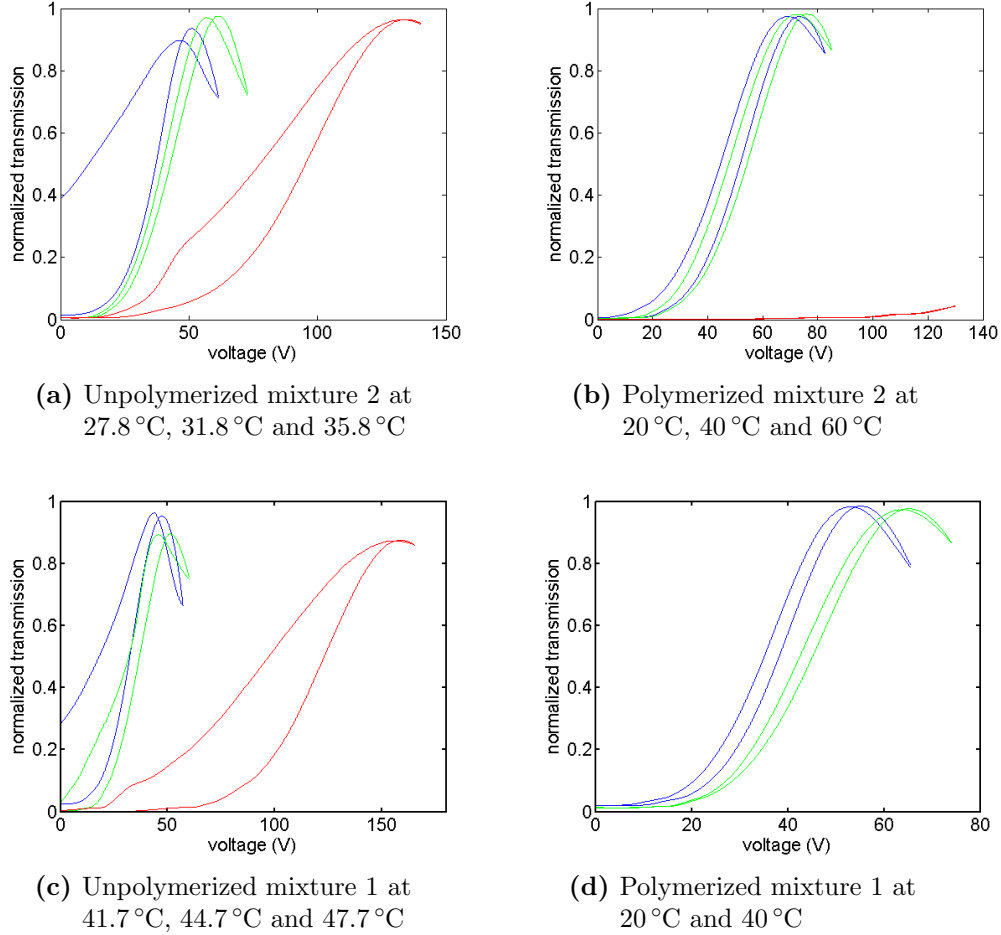 1
0.8
0.6
0.4
0.2
0
normalized transmission
0 50 100 150
voltage (V)
(a) Unpolymerized mixture 2 at
27.8 °C, 31.8 °C and 35.8 °C
1
0.8
0.6
0.4
0.2
0
normalized transmission
0 20 40 60 80 100 120 140
voltage (V)
(b) Polymerized mixture 2 at
20 °C, 40 °C and 60 °C
1
0.8
0.6
0.4
0.2
0
normalized transmission
0 50 100 150
voltage (V)
(c) Unpolymerized mixture 1 at
41.7 °C, 44.7 °C and 47.7 °C
1
0.8
0.6
0.4
0.2
0
normalized transmission
0 20 40 60 80
voltage (V)
(d) Polymerized mixture 1 at
20 °C and 40 °C